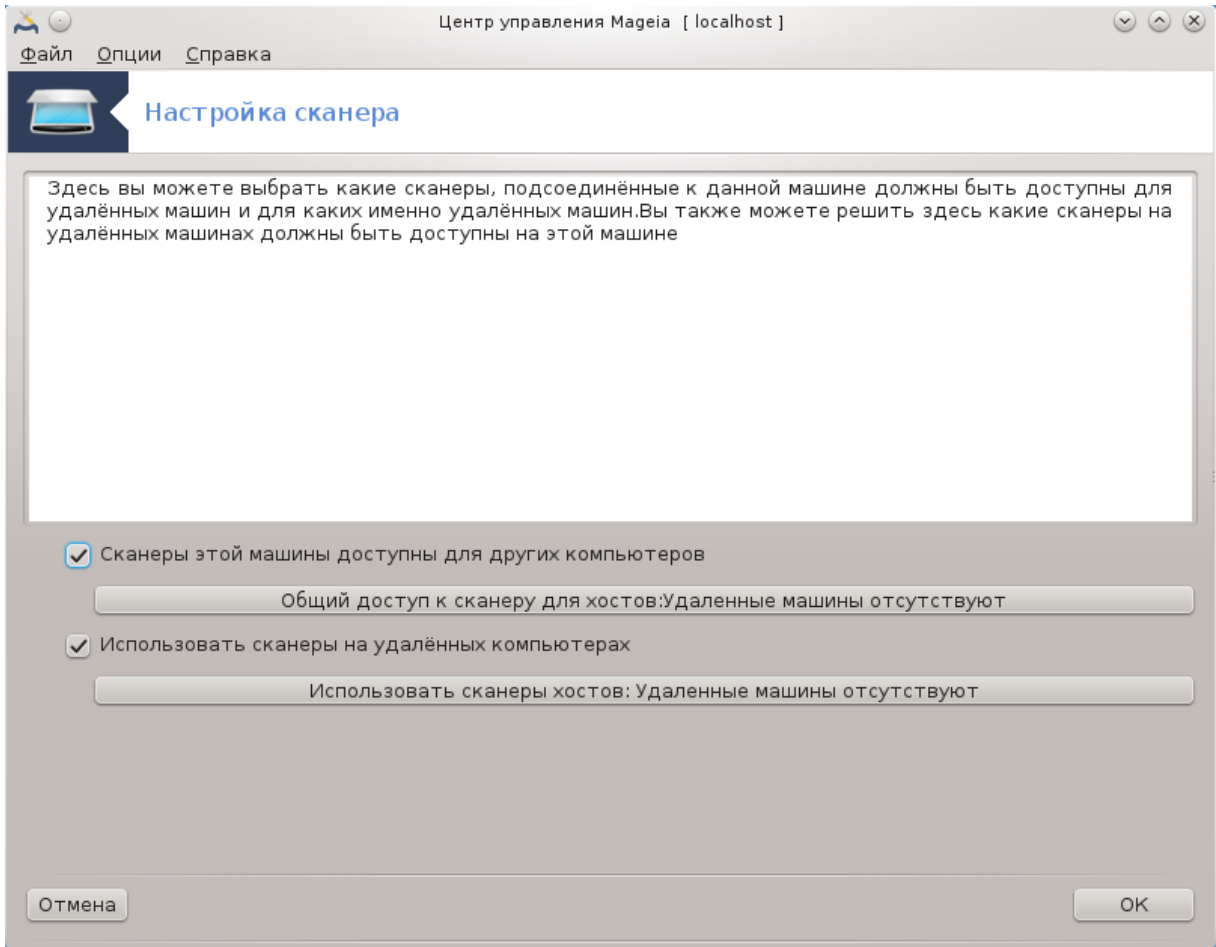 Центр управления Mageia [ localhost ]
Файл Опции Справка
Настройка сканера
Здесь вы можете выбрать какие сканеры, подсоединённые к данной машине должны быть доступны для
удалённых машин и для каких именно удалённых машин.Вы также можете решить здесь какие сканеры на
удалённых машинах должны быть доступны на этой машине
Сканеры этой машины доступны для других компьютеров
Общий доступ к сканеру для хостов:Удаленные машины отсутствуют
Использовать сканеры на удалённых компьютерах
Использовать сканеры хостов: Удаленные машины отсутствуют
Отмена
OK